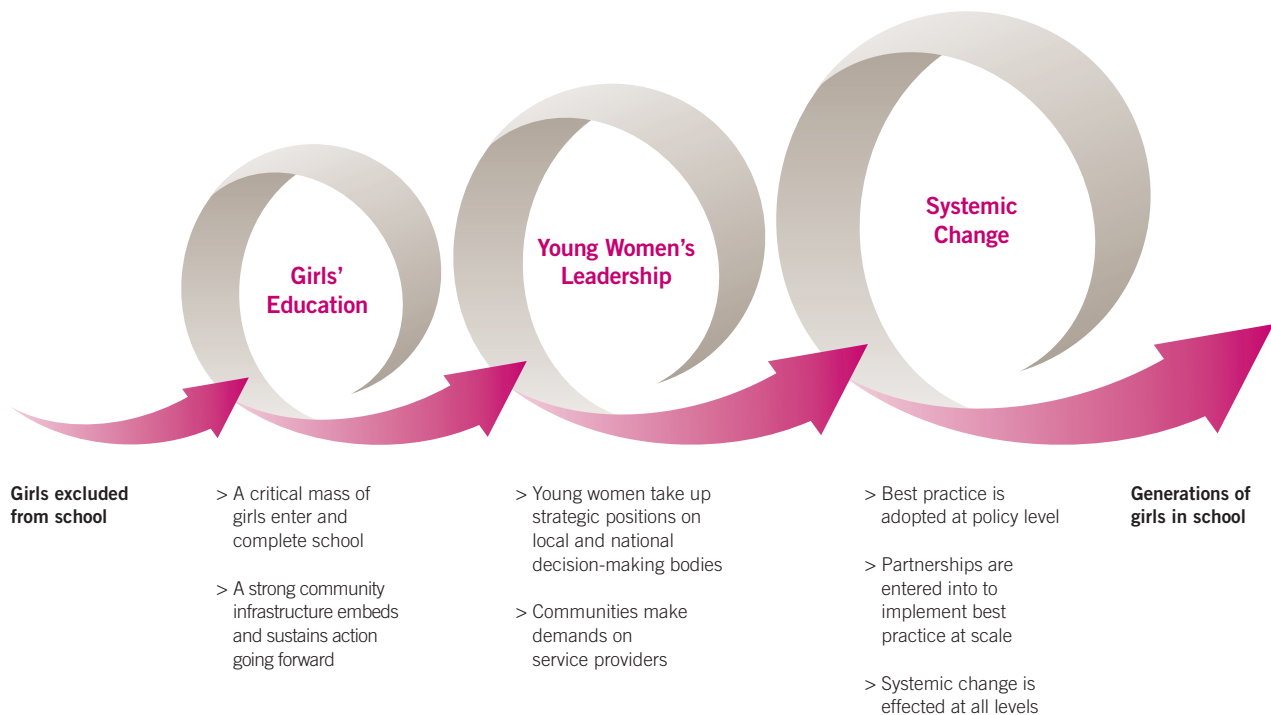 Girls'
Education
Young Women's
Leadership
Systemic
Change
Girls excluded
from school
> A critical mass of
girls enter and
complete school
> A strong community
infrastructure embeds
and sustains action
going forward
> Young women take up
strategic positions on
local and national
decision-making bodies
> Communities make
demands on
service providers
> Best practice is
adopted at policy level
> Partnerships are
entered into to
implement best
practice at scale
> Systemic change is
effected at all levels
Generations of
girls in school